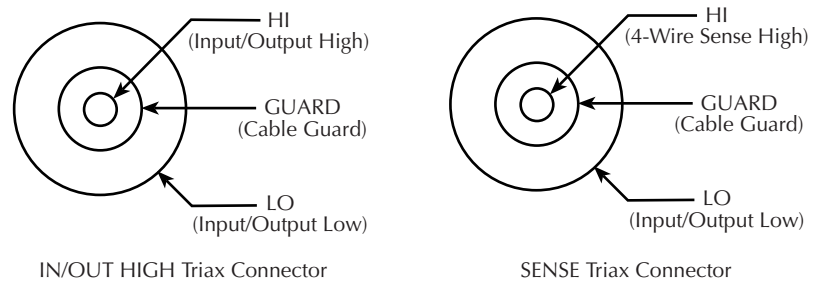 HI
(Input/Output High)
GUARD
(Cable Guard)
LO
(Input/Output Low)
IN/OUT HIGH Triax Connector
HI
(4-Wire Sense High)
GUARD
(Cable Guard)
LO
(Input/Output Low)
SENSE Triax Connector